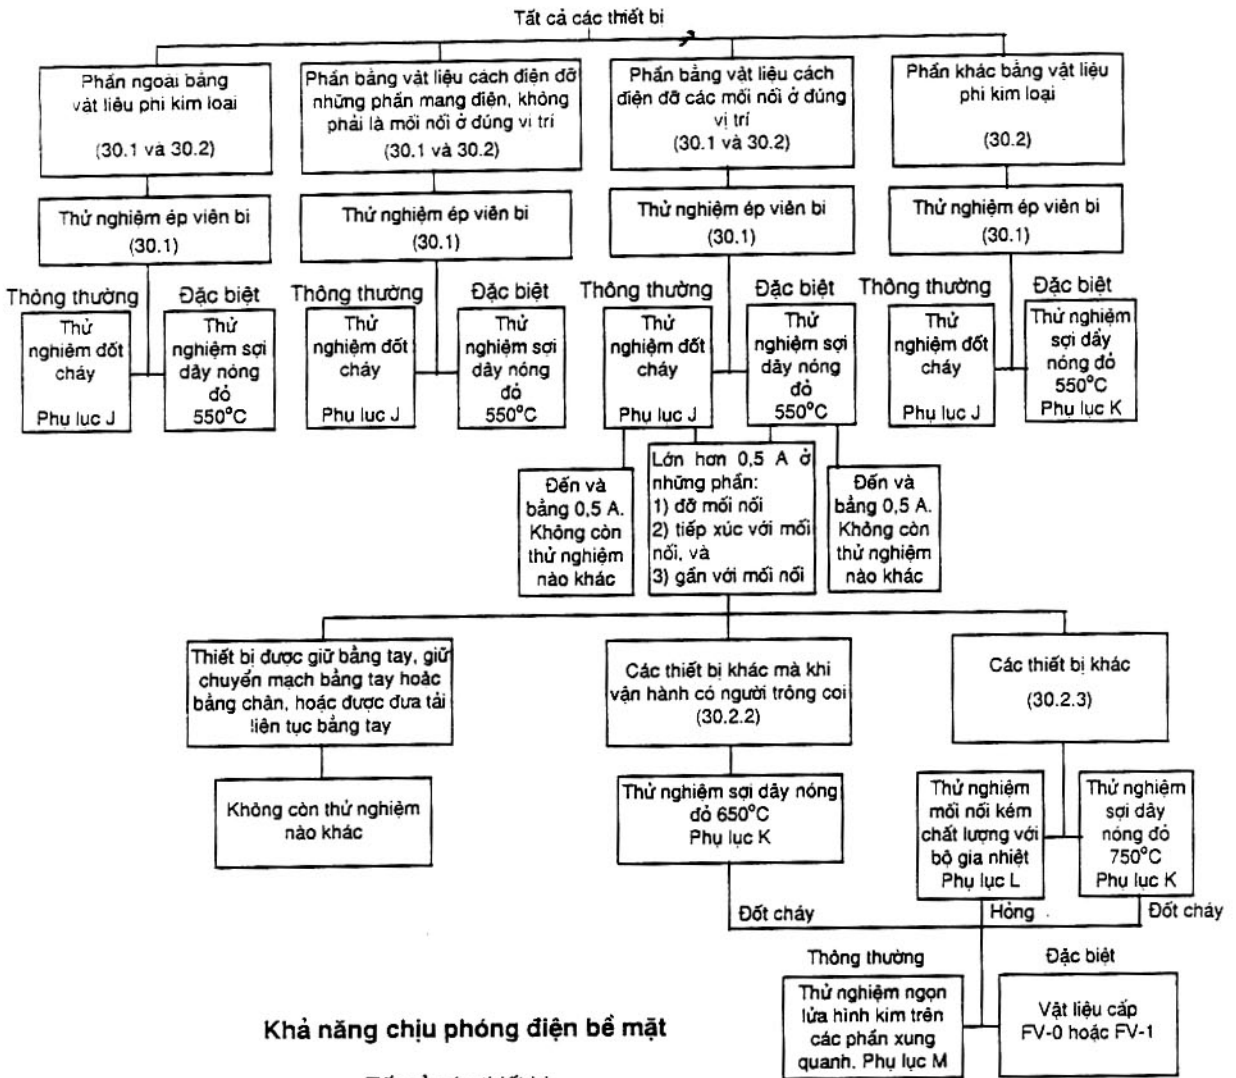 Tất cả các thiết bị
Phần ngoài bằng
vật liệu phi kim loại
(30.1 và 30.2)
Phần bằng vật liệu cách điện đỡ
những phần mang điện, không
phải là mối nối ở đúng vị trí
(30.1 và 30.2)
Phần bằng vật liệu cách
điện đỡ các mối nối ở đúng
vị trí
(30.1 và 30.2)
Phần khác bằng vật liệu
phi kim loại
(30.2)
Thử nghiệm ép viên bi
(30.1)
Thử nghiệm ép viên bi
(30.1)
Thử nghiệm ép viên bi
(30.1)
Thử nghiệm ép viên bi
(30.1)
Thông thường
Thử
nghiệm đốt
cháy
Phụ lục J
Đặc biệt
Thử
nghiệm sợi
dây nóng
đỏ
550°C
Thông thường
Thử
nghiệm đốt
cháy
Phụ lục J
Đặc biệt
Thử
nghiệm sợi
dây nóng
đỏ
550°C
Thông thường
Thử
nghiệm đốt
cháy
Phụ lục J
Đặc biệt
Thử
nghiệm sợi
dây nóng
đỏ
550°C
Thông thường
Thử
nghiệm đốt
cháy
Phụ lục J
Đặc biệt
Thử nghiệm
sợi dây
nóng đỏ
550°C
Phụ lục K
Đến và
bằng 0,5 A.
Không còn
thử nghiệm
nào khác
Lớn hơn 0,5 A ở
những phần:
1) đỡ mối nối
2) tiếp xúc với mối
nối, và
3) gần với mối nối
Đến và
bằng 0,5 A.
Không còn
thử nghiệm
nào khác
Thiết bị được giữ bằng tay, giữ
chuyển mạch bằng tay hoặc
bằng chân, hoặc được đưa tải
liên tục bằng tay
Các thiết bị khác mà khi
vận hành có người trông coi
(30.2.2)
Các thiết bị khác
(30.2.3)
Không còn thử nghiệm
nào khác
Thử nghiệm sợi dây nóng
đỏ 650°C
Phụ lục K
Thử nghiệm
mối nối kém
chất lượng với
bộ gia nhiệt
Phụ lục L
Thử nghiệm
sợi dây
nóng đỏ
750°C
Phụ lục K
Đốt cháy
Hỏng
Đốt cháy
Thông thường
Thử nghiệm ngọn
lửa hình kim trên
các phần xung
quanh. Phụ lục M
Đặc biệt
Vật liệu cấp
FV-0 hoặc FV-1
Khả năng chịu phóng điện bề mặt